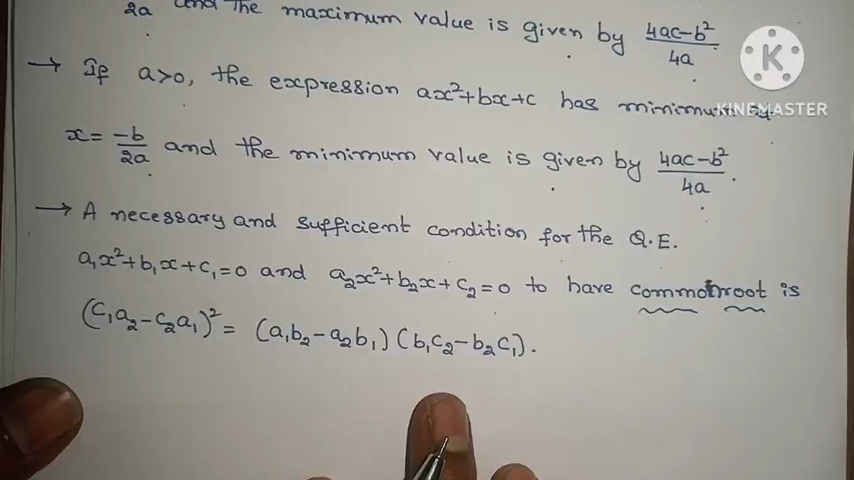 2a and the maximum value is given by (4ac-b²)/4a
→ If a>0, the expression ax²+bx+c has minimum
x = -b/2a and the minimum value is given by (4ac-b²)/4a.
→ A necessary and sufficient condition for the Q.E.
a₁x²+b₁x+c₁=0 and a₂x²+b₂x+c₂=0 to have common root is
(c₁a₂-c₂a₁)² = (a₁b₂-a₂b₁)(b₁c₂-b₂c₁).
K
KINEMASTER